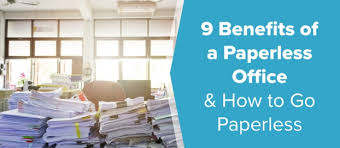 9 Benefits of
a Paperless
Office
& How to Go
Paperless